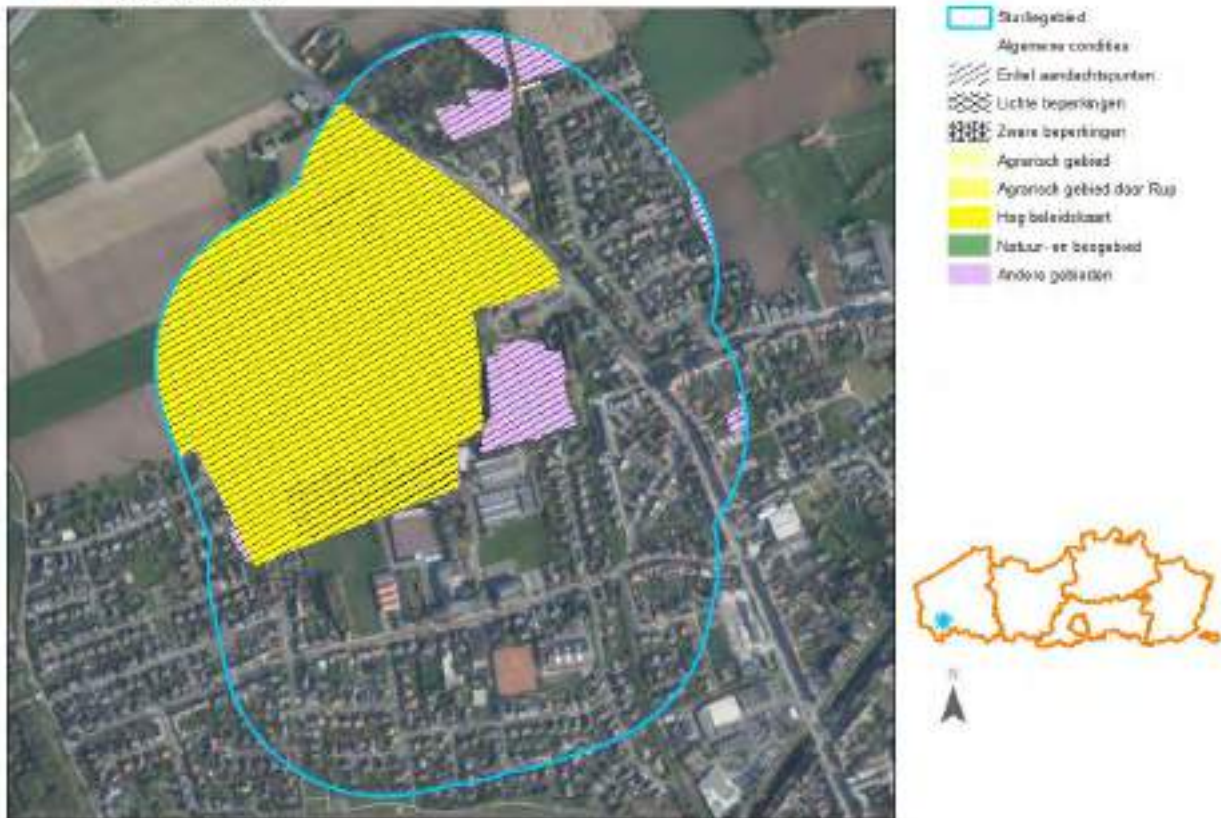 Studiegebied
Algemene condities
Enkel aandachtspunten
Lichte beperkingen
Zware beperkingen
Agrarisch gebied
Agrarisch gebied door Rup
Hag beleidskaart
Natuur- en bosgebied
Andere gebieden
N